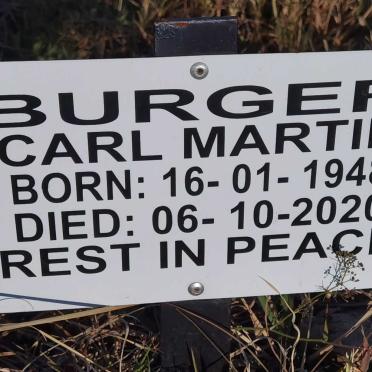 BURGER
CARL MARTIN
BORN: 16- 01- 1948
DIED: 06- 10-2020
REST IN PEACE